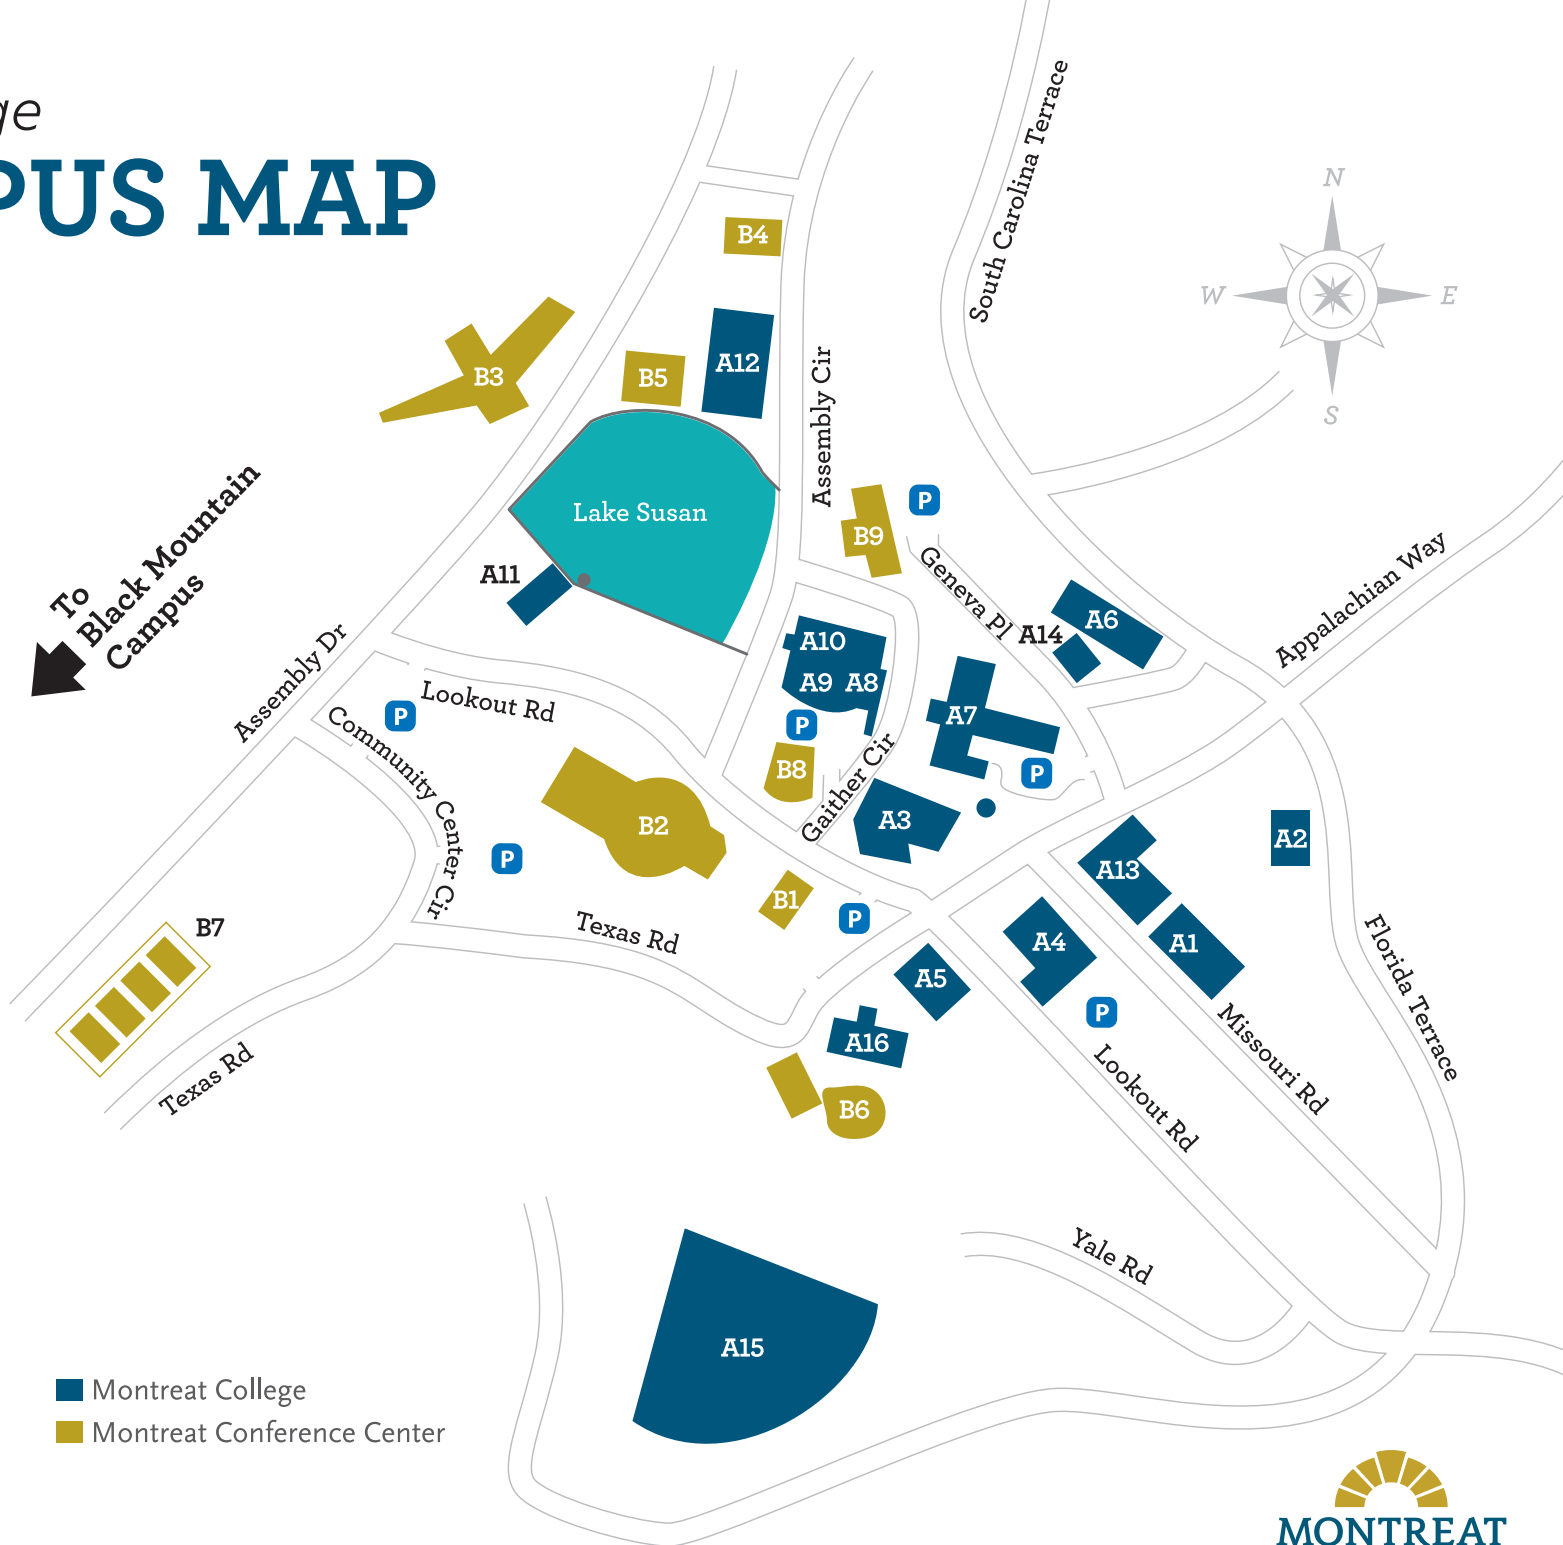 ge
PUS MAP
N
W
E
S
South Carolina Terrace
B4
B3
B5
A12
Assembly Cir
Lake Susan
B9
P
To
Black Mountain
Campus
A11
Geneva Pl
A14
A6
Appalachian Way
Assembly Dr
A10
A9 A8
Lookout Rd
P
P
A7
P
Community Center Cir
B8
Gaither Cir
B2
A3
A2
P
A13
B1
P
Texas Rd
A4
A1
B7
A5
P
Florida Terrace
A16
Missouri Rd
Texas Rd
Lookout Rd
B6
Yale Rd
A15
Montreat College
Montreat Conference Center
MONTREAT